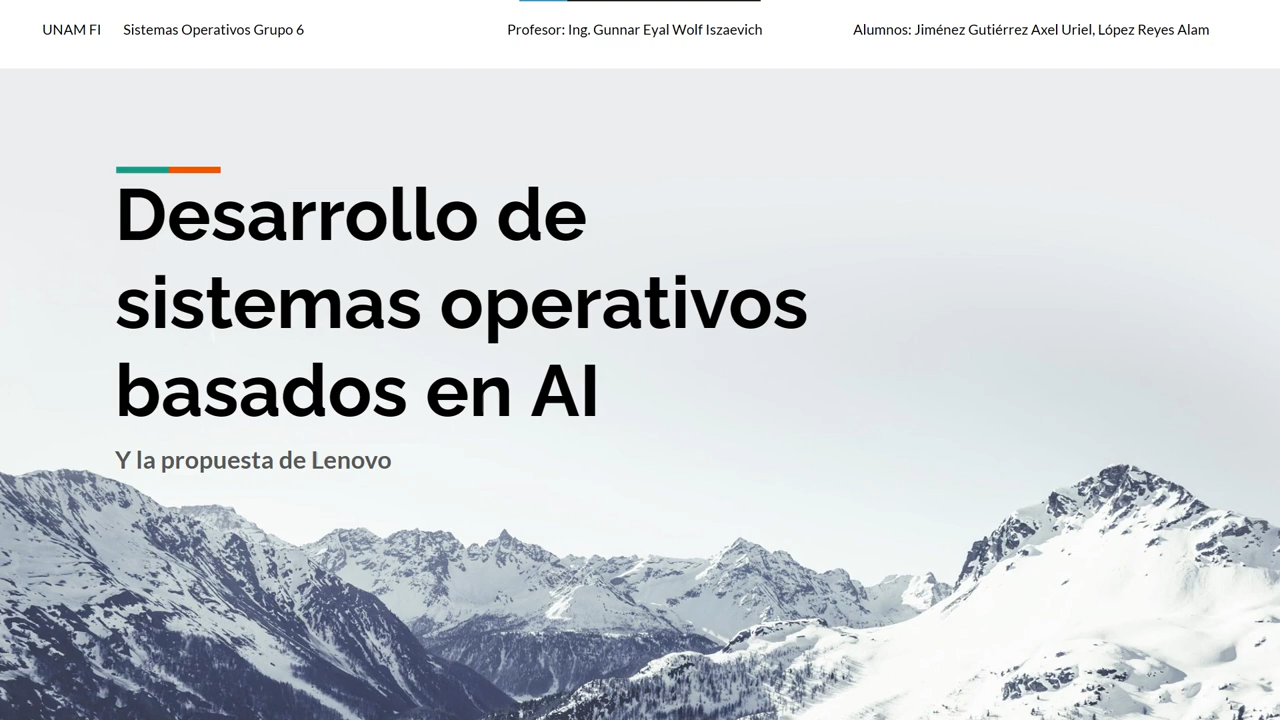 UNAM FI Sistemas Operativos Grupo 6 Profesor: Ing. Gunnar Eyal Wolf Iszaevich Alumnos: Jiménez Gutiérrez Axel Uriel, López Reyes Alam
Desarrollo de
sistemas operativos
basados en AI
Y la propuesta de Lenovo